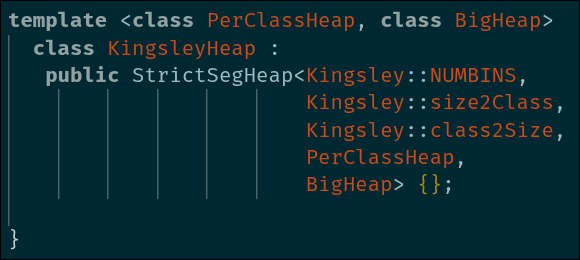 template <class PerClassHeap, class BigHeap>
  class KingsleyHeap :
   public StrictSegHeap<Kingsley::NUMBINS,
                        Kingsley::size2Class,
                        Kingsley::class2Size,
                        PerClassHeap,
                        BigHeap> {};
}